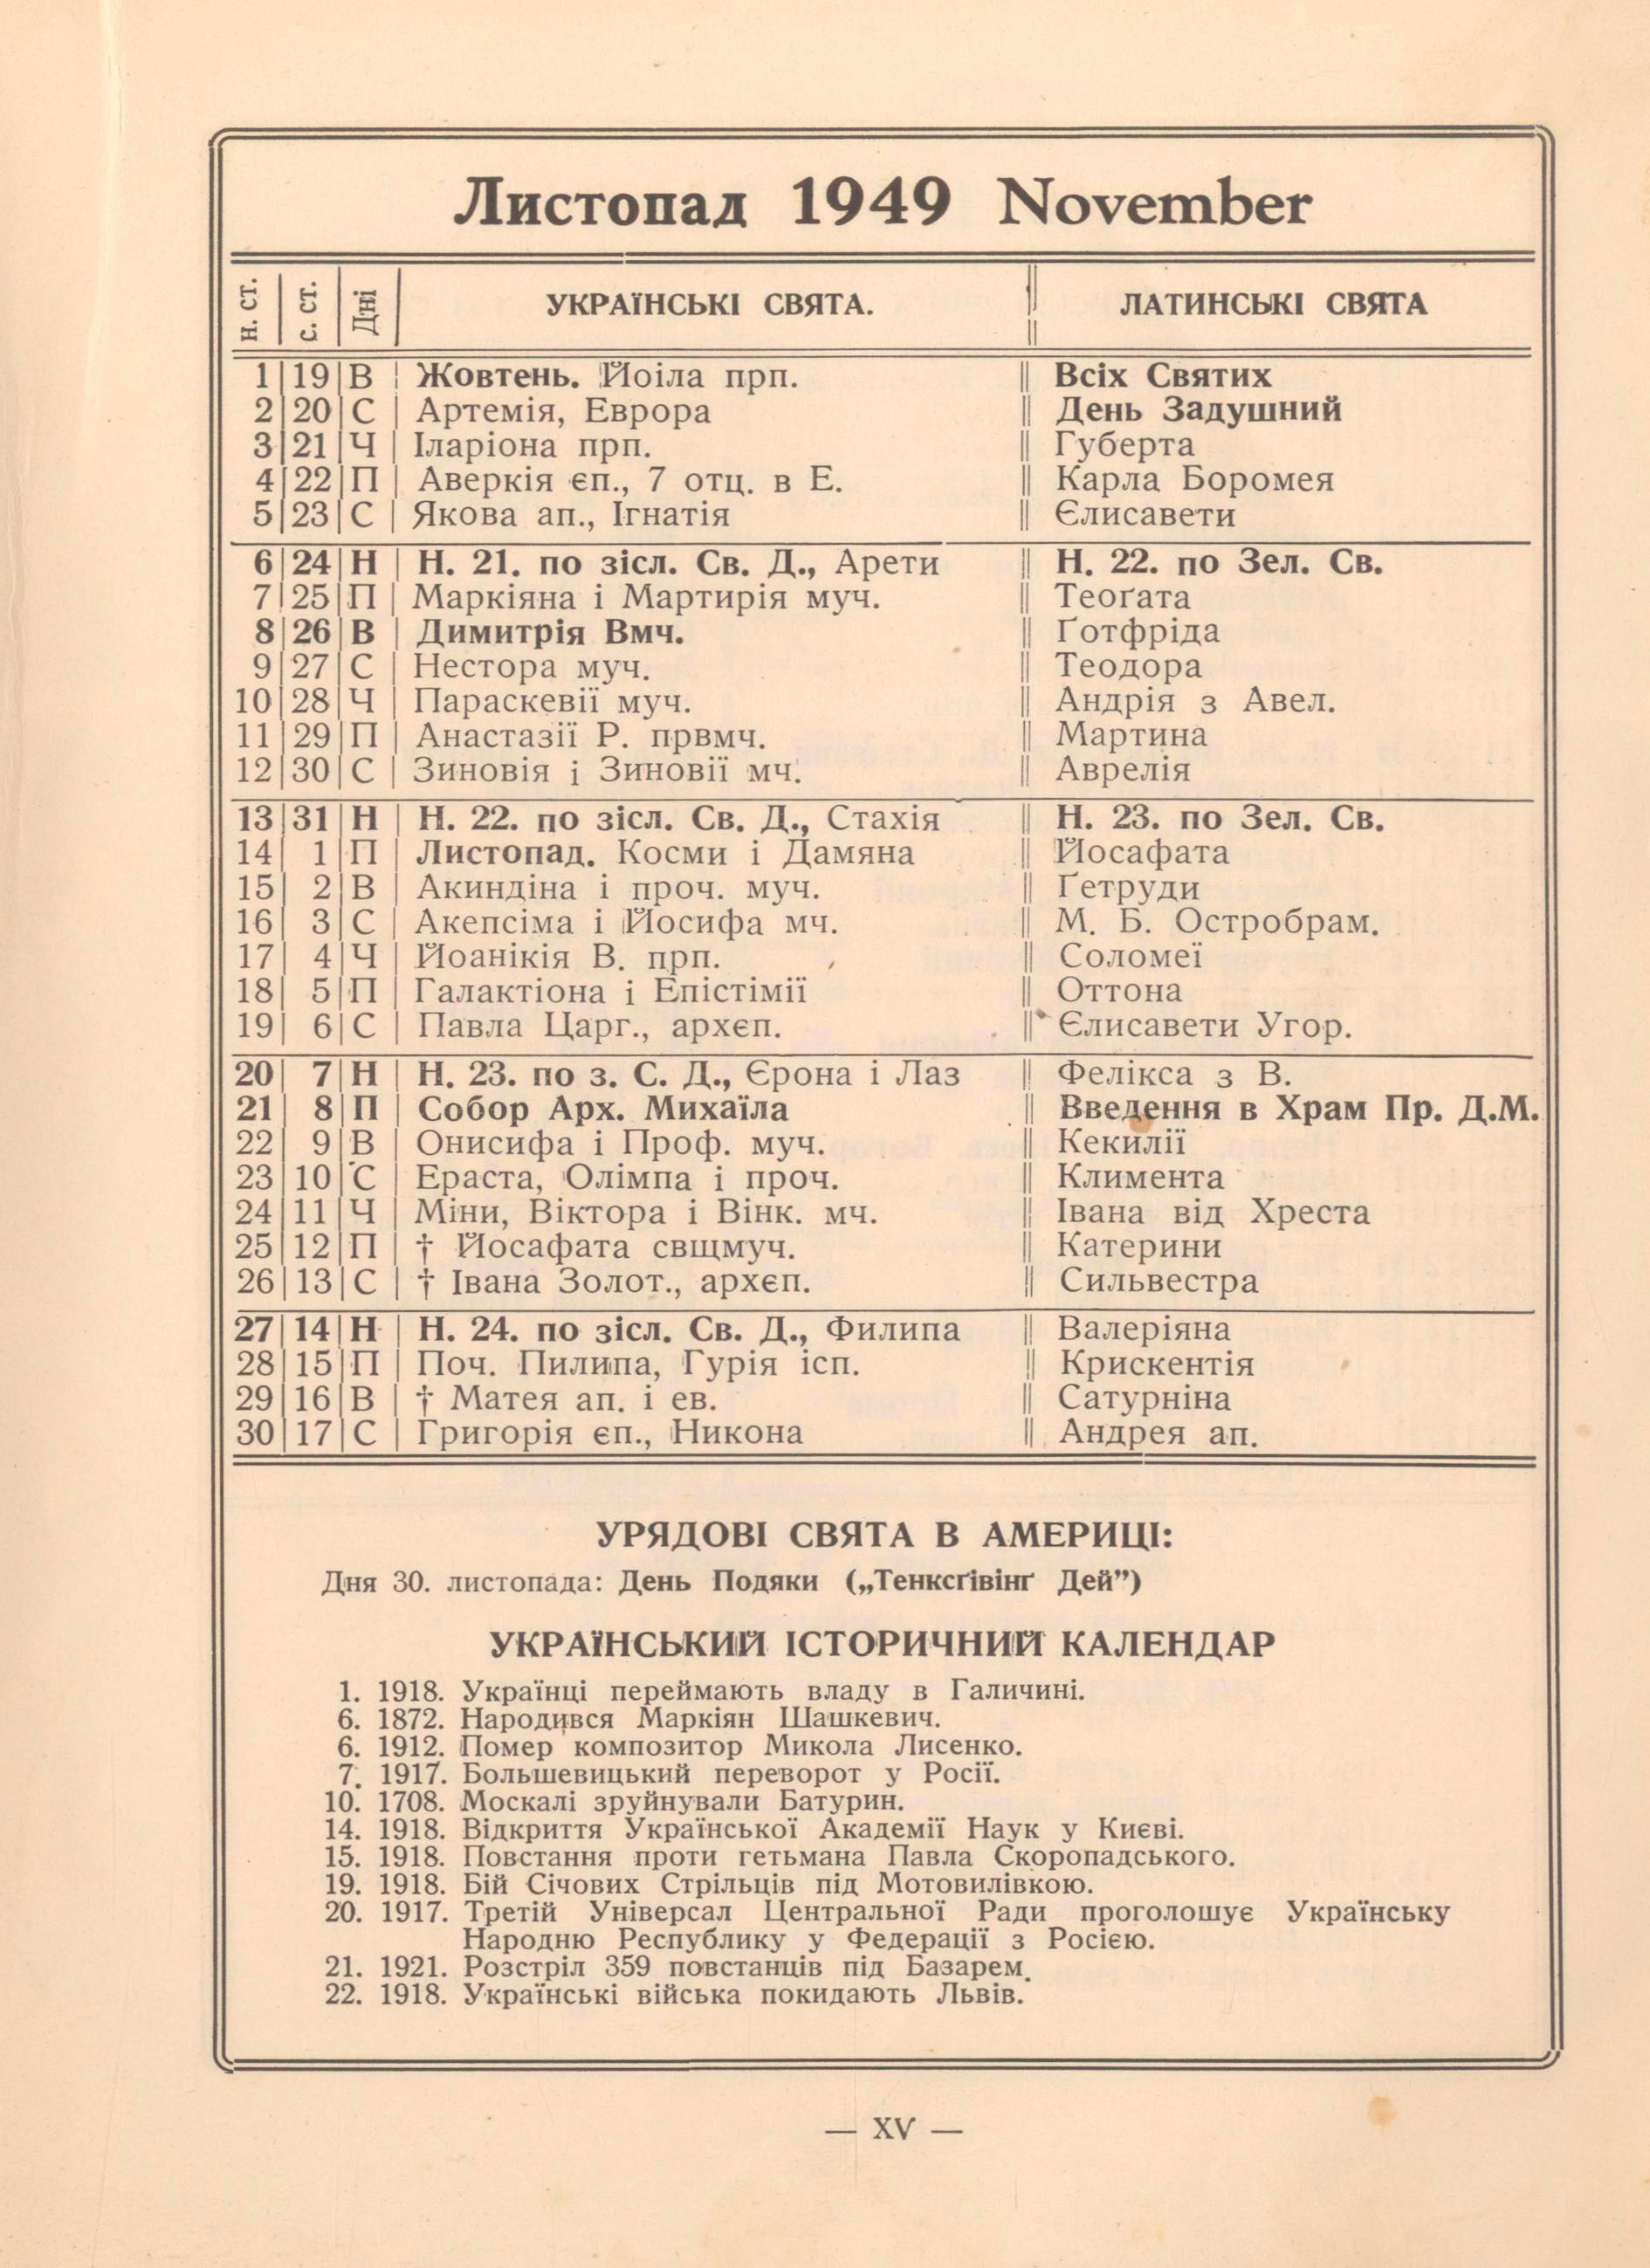 Листопад 1949 November
н. ст. | с. ст. | Дні | УКРАЇНСЬКІ СВЯТА. || ЛАТИНСЬКІ СВЯТА
1|19|В | Жовтень. Йоіла прп. || Всіх Святих
2|20|С | Артемія, Еврора || День Задушний
3|21|Ч | Іларіона прп. || Губерта
4|22|П | Аверкія єп., 7 отц. в Е. || Карла Боромея
5|23|С | Якова ап., Ігнатія || Єлисавети
6|24|Н | Н. 21. по зісл. Св. Д., Арети || Н. 22. по Зел. Св.
7|25|П | Маркіяна і Мартирія муч. || Теоґата
8|26|В | Димитрія Вмч. || Ґотфріда
9|27|С | Нестора муч. || Теодора
10|28|Ч | Параскевії муч. || Андрія з Авел.
11|29|П | Анастазії Р. првмч. || Мартина
12|30|С | Зиновія і Зиновії мч. || Аврелія
13|31|Н | Н. 22. по зісл. Св. Д., Стахія || Н. 23. по Зел. Св.
14| 1|П | Листопад. Косми і Дамяна || Йосафата
15| 2|В | Акиндіна і проч. муч. || Ґетруди
16| 3|С | Акепсіма і Йосифа мч. || М. Б. Остробрам.
17| 4|Ч | Йоанікія В. прп. || Соломеї
18| 5|П | Галактіона і Епістімії || Оттона
19| 6|С | Павла Царг., архєп. || Єлисавети Угор.
20| 7|Н | Н. 23. по з. С. Д., Єрона і Лаз || Фелікса з В.
21| 8|П | Собор Арх. Михаїла || Введення в Храм Пр. Д.М.
22| 9|В | Онисифа і Проф. муч. || Кекилії
23|10|С | Ераста, Олімпа і проч. || Климента
24|11|Ч | Міни, Віктора і Вінк. мч. || Івана від Хреста
25|12|П | † Йосафата свщмуч. || Катерини
26|13|С | † Івана Золот., архєп. || Сильвестра
27|14|Н | Н. 24. по зісл. Св. Д., Филипа || Валеріяна
28|15|П | Поч. Пилипа, Гурія ісп. || Крискентія
29|16|В | † Матея ап. і ев. || Сатурніна
30|17|С | Григорія єп., Никона || Андрея ап.
УРЯДОВІ СВЯТА В АМЕРИЦІ:
Дня 30. листопада: День Подяки („Тенксґівінґ Дей”)
УКРАЇНСЬКИЙ ІСТОРИЧНИЙ КАЛЕНДАР
1. 1918. Українці переймають владу в Галичині.
6. 1872. Народився Маркіян Шашкевич.
6. 1912. Помер композитор Микола Лисенко.
7. 1917. Большевицький переворот у Росії.
10. 1708. Москалі зруйнували Батурин.
14. 1918. Відкриття Української Академії Наук у Києві.
15. 1918. Повстання проти гетьмана Павла Скоропадського.
19. 1918. Бій Січових Стрільців під Мотовилівкою.
20. 1917. Третій Універсал Центральної Ради проголошує Українську
Народню Республику у Федерації з Росією.
21. 1921. Розстріл 359 повстанців під Базарем.
22. 1918. Українські війська покидають Львів.
— XV —